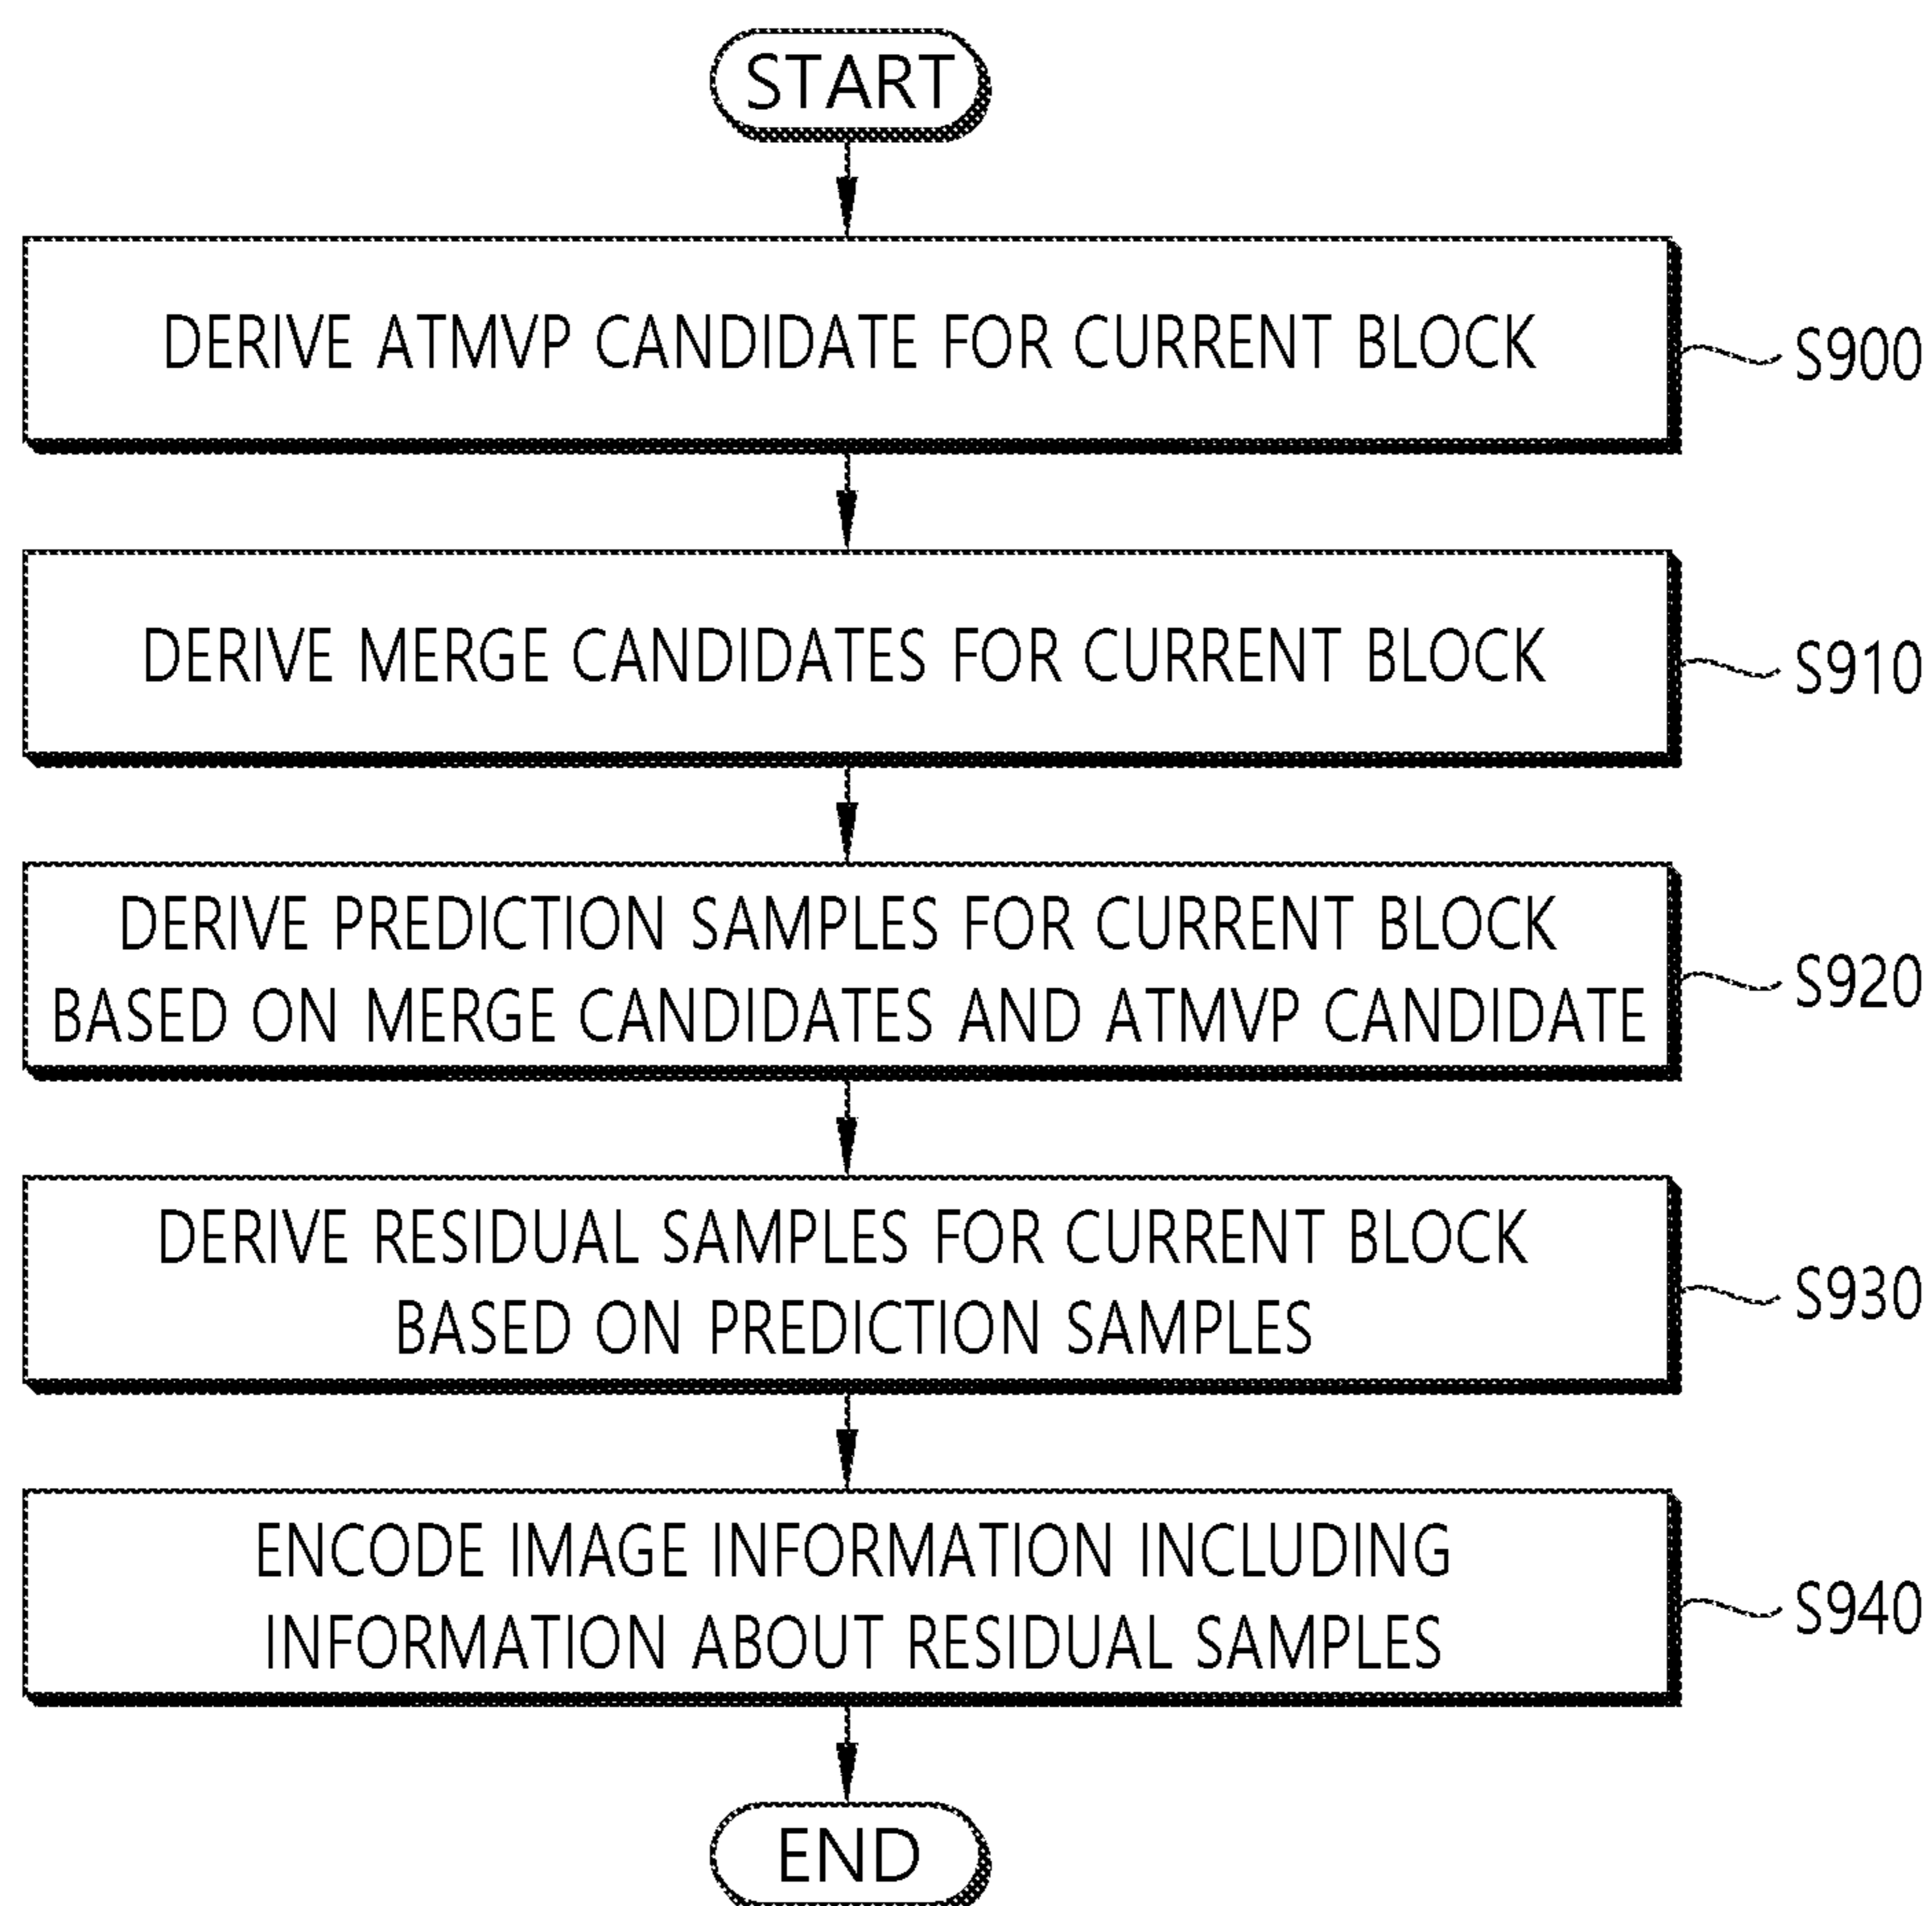 START
DERIVE ATMVP CANDIDATE FOR CURRENT BLOCK
S900
DERIVE MERGE CANDIDATES FOR CURRENT BLOCK
S910
DERIVE PREDICTION SAMPLES FOR CURRENT BLOCK
BASED ON MERGE CANDIDATES AND ATMVP CANDIDATE
S920
DERIVE RESIDUAL SAMPLES FOR CURRENT BLOCK
BASED ON PREDICTION SAMPLES
S930
ENCODE IMAGE INFORMATION INCLUDING
INFORMATION ABOUT RESIDUAL SAMPLES
S940
END